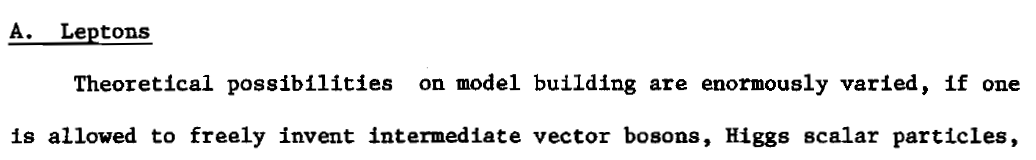 A. Leptons
Theoretical possibilities on model building are enormously varied, if one
is allowed to freely invent intermediate vector bosons, Higgs scalar particles,